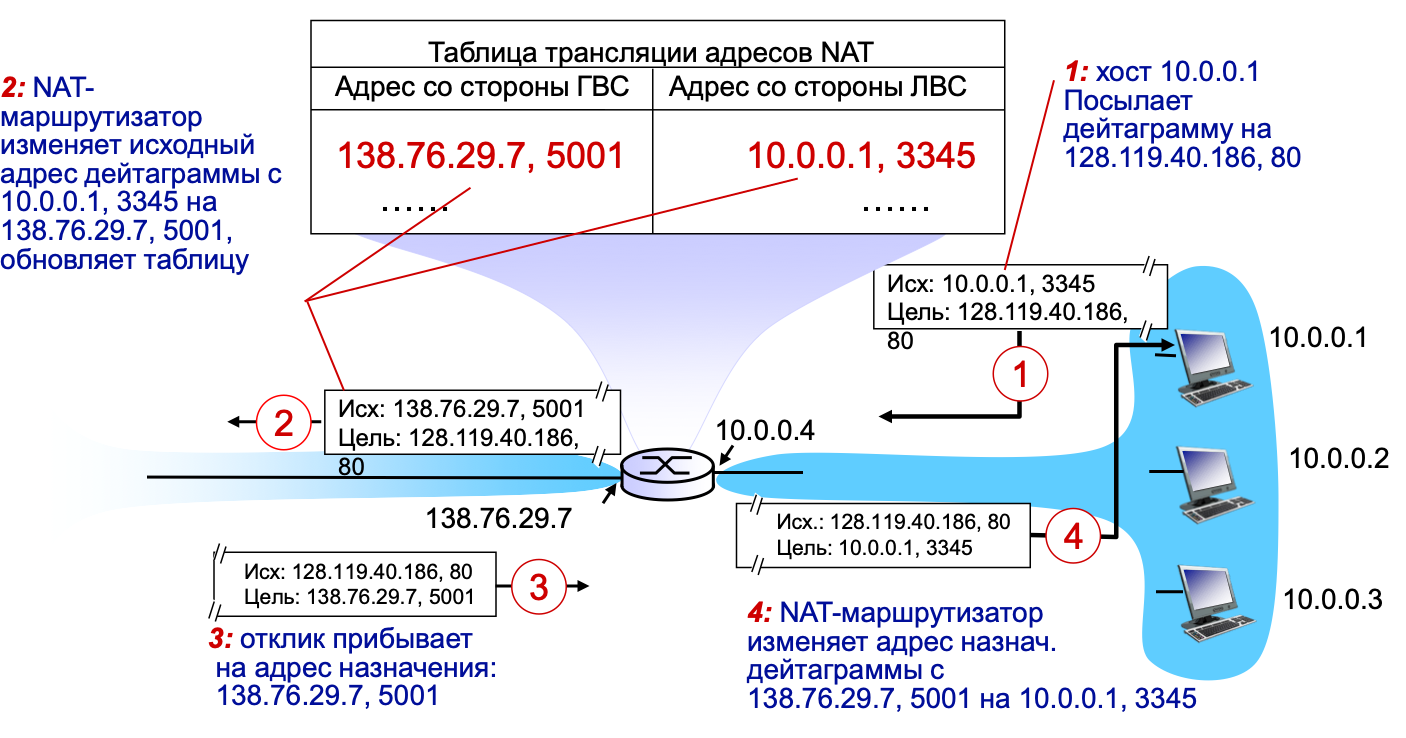 Таблица трансляции адресов NAT
Адрес со стороны ГВС
Адрес со стороны ЛВС
138.76.29.7, 5001
10.0.0.1, 3345
......
......
2: NAT-
маршрутизатор
изменяет исходный
адрес дейтаграммы с
10.0.0.1, 3345 на
138.76.29.7, 5001,
обновляет таблицу
1: хост 10.0.0.1
Посылает
дейтаграмму на
128.119.40.186, 80
Исх: 10.0.0.1, 3345
Цель: 128.119.40.186,
80
1
10.0.0.1
Исх: 138.76.29.7, 5001
Цель: 128.119.40.186,
80
2
10.0.0.4
10.0.0.2
138.76.29.7
Исх.: 128.119.40.186, 80
Цель: 10.0.0.1, 3345
4
Исх: 128.119.40.186, 80
Цель: 138.76.29.7, 5001
3
10.0.0.3
3: отклик прибывает
на адрес назначения:
138.76.29.7, 5001
4: NAT-маршрутизатор
изменяет адрес назнач.
дейтаграммы с
138.76.29.7, 5001 на 10.0.0.1, 3345